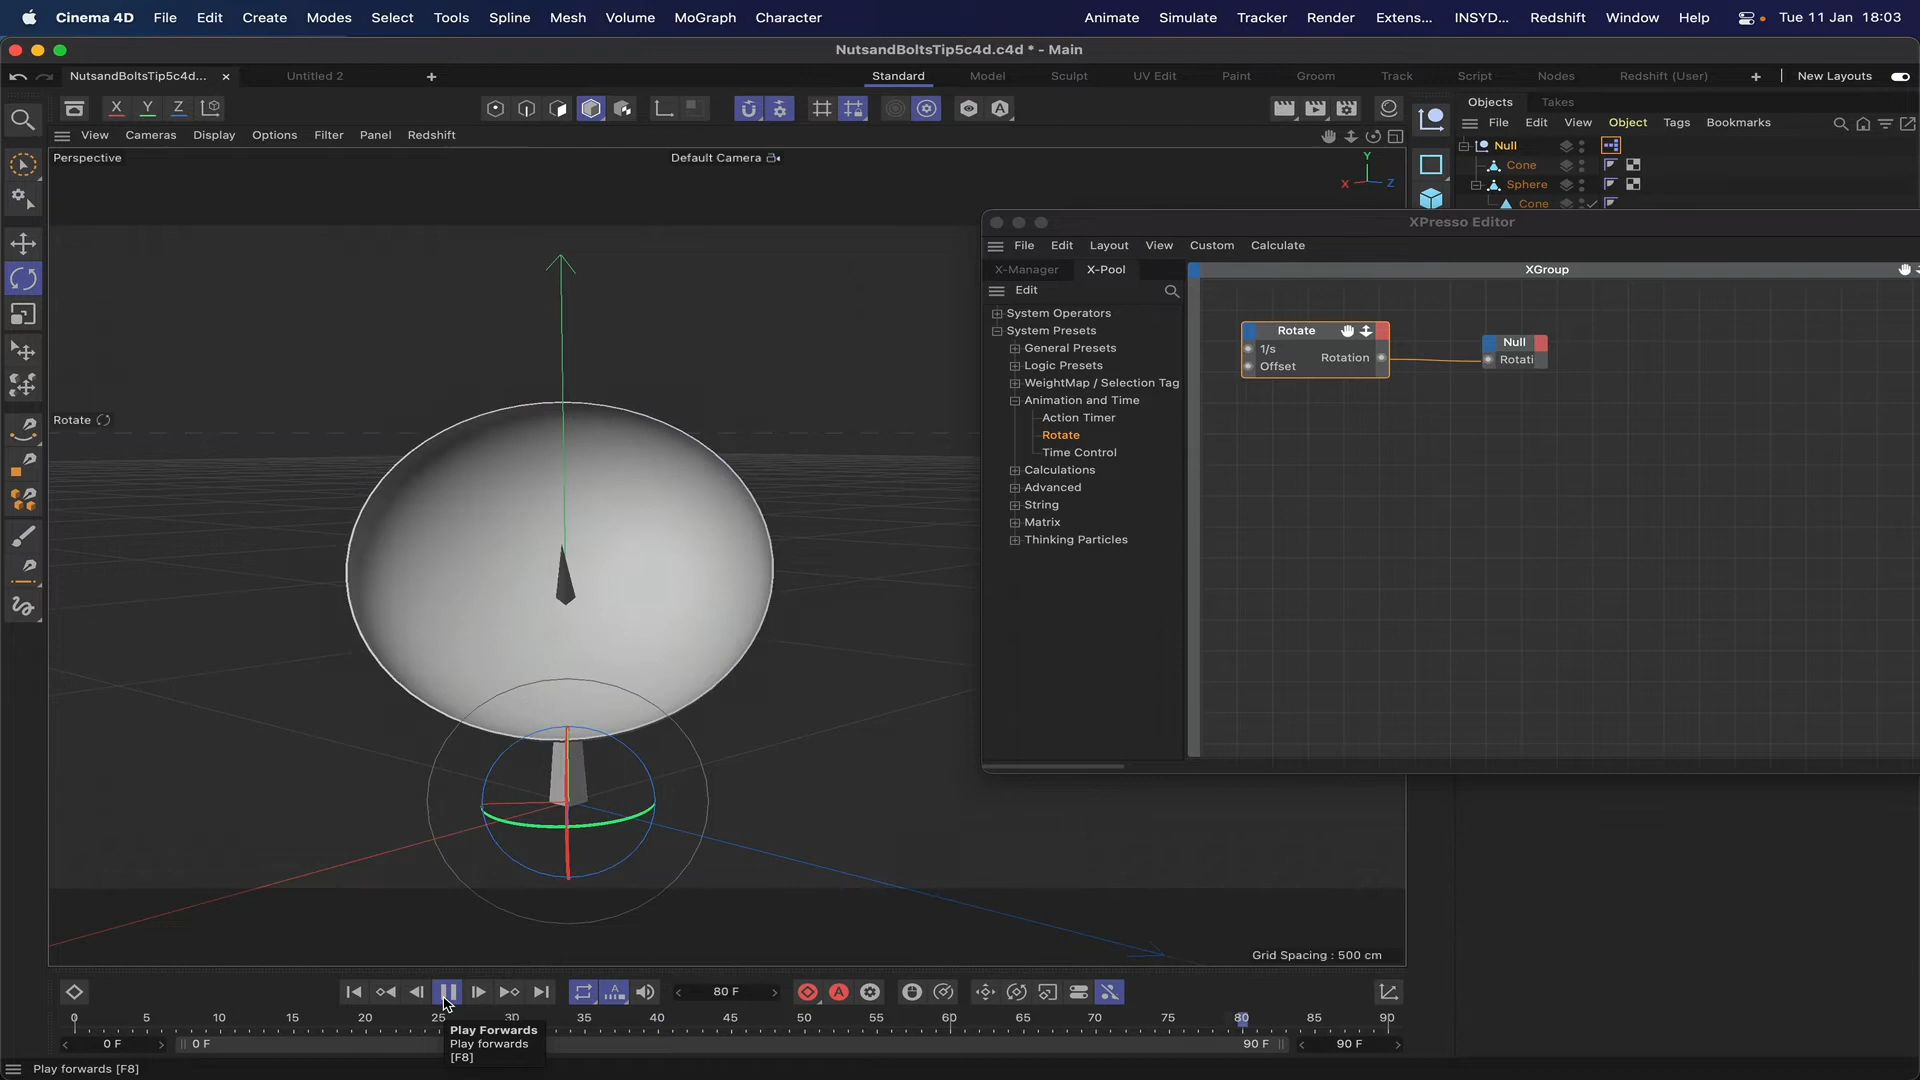 Cinema 4D File Edit Create Modes Select Tools Spline Mesh Volume MoGraph Character Animate Simulate Tracker Render Extens... INSYD... Redshift Window Help Tue 11 Jan 18:03
NutsandBoltsTip5c4d.c4d * - Main
NutsandBoltsTip5c4d... × Untitled 2 + Standard Model Sculpt UV Edit Paint Groom Track Script Nodes Redshift (User) + New Layouts
X Y Z
Objects Takes
View Cameras Display Options Filter Panel Redshift
File Edit View Object Tags Bookmarks
Perspective
Default Camera
Y
X Z
Null
Cone
Sphere
Cone
XPresso Editor
File Edit Layout View Custom Calculate
X-Manager X-Pool
XGroup
Edit
System Operators
System Presets
General Presets
Logic Presets
WeightMap / Selection Tag
Animation and Time
Action Timer
Rotate
Time Control
Calculations
Advanced
String
Matrix
Thinking Particles
Rotate
1/s
Rotation
Offset
Null
Rotati
Rotate
Grid Spacing : 500 cm
80 F
0 5 10 15 20 25 30 35 40 45 50 55 60 65 70 75 80 85 90
0 F 0 F 90 F 90 F
Play Forwards
Play forwards
[F8]
Play forwards [F8]